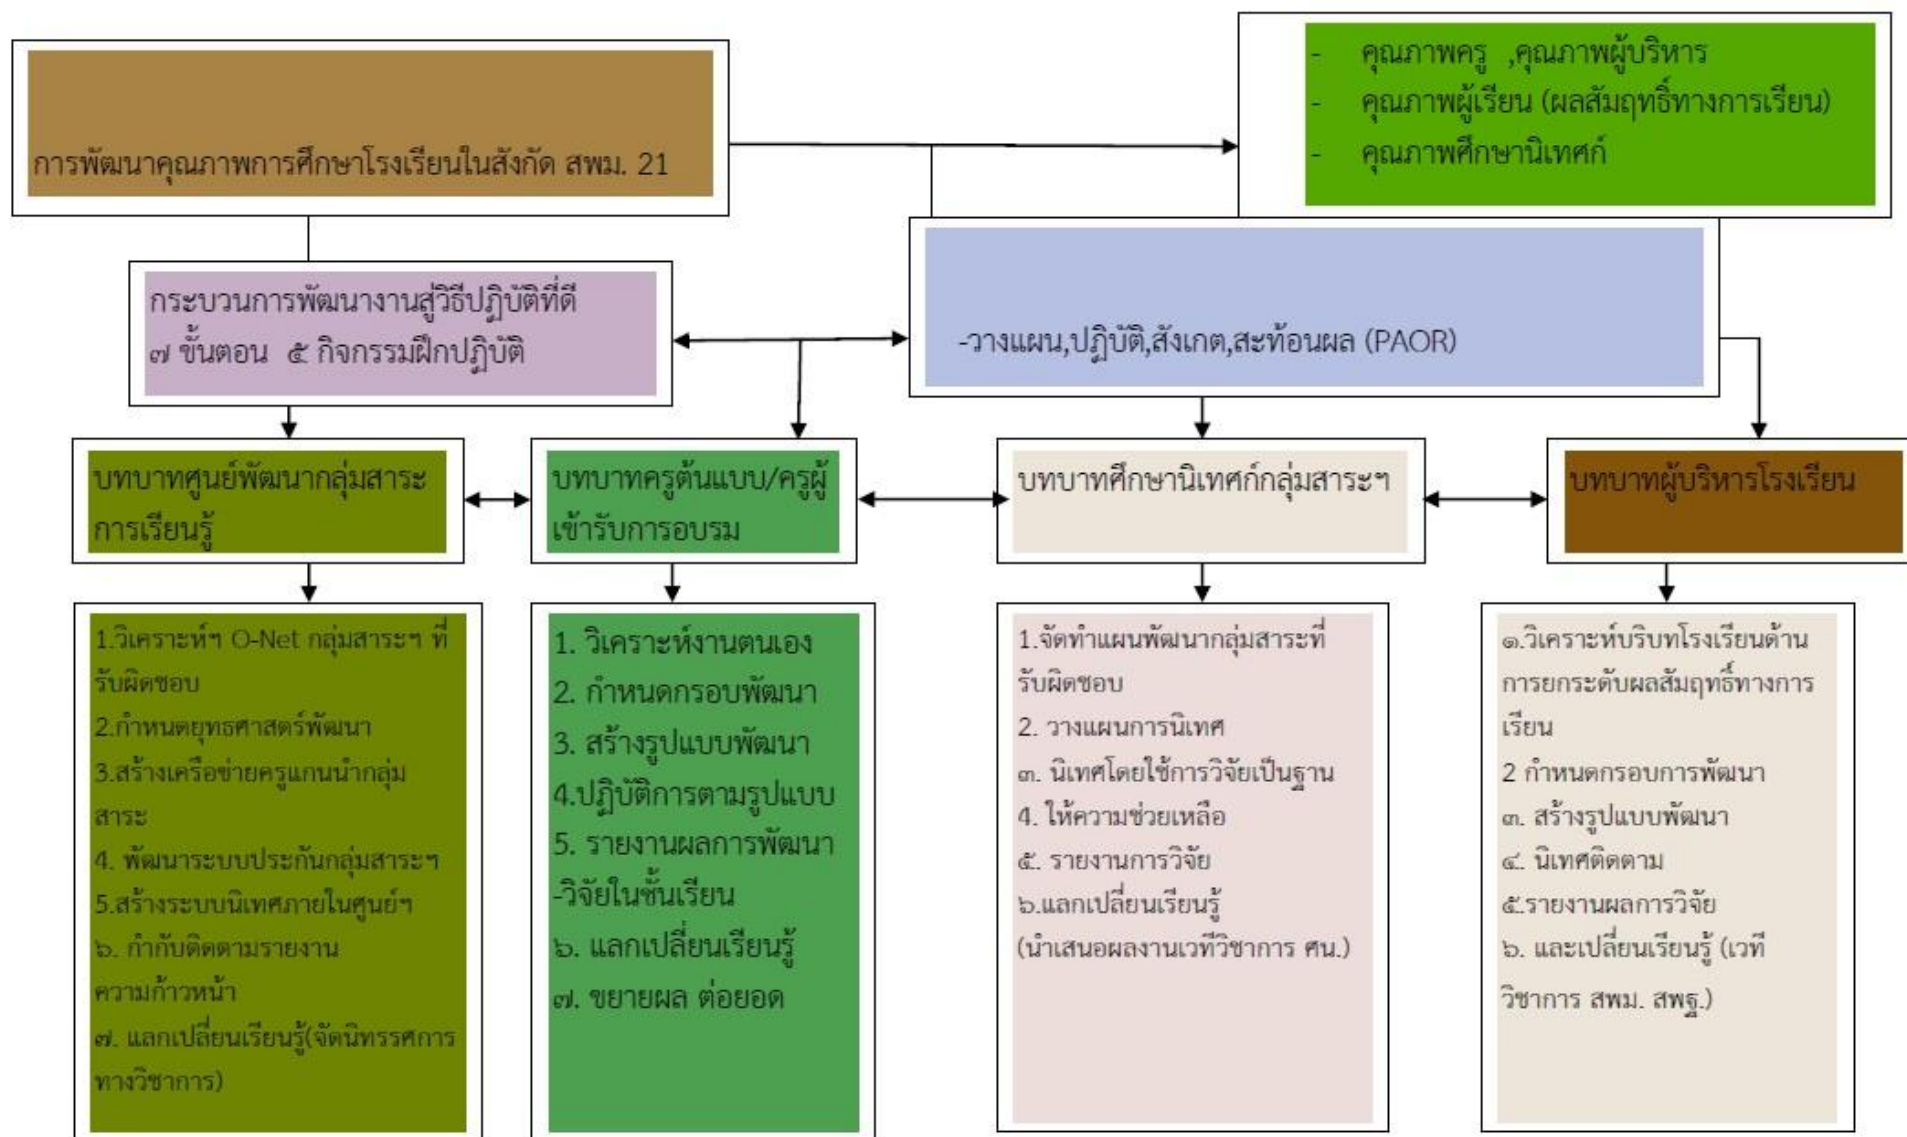 การพัฒนาคุณภาพการศึกษาโรงเรียนในสังกัด สพม. 21
- คุณภาพครู ,คุณภาพผู้บริหาร
- คุณภาพผู้เรียน (ผลสัมฤทธิ์ทางการเรียน)
- คุณภาพศึกษานิเทศก์
กระบวนการพัฒนางานสู่วิธีปฏิบัติที่ดี
๗ ขั้นตอน ๕ กิจกรรมฝึกปฏิบัติ
-วางแผน,ปฏิบัติ,สังเกต,สะท้อนผล (PAOR)
บทบาทศูนย์พัฒนากลุ่มสาระ
การเรียนรู้
บทบาทครูต้นแบบ/ครูผู้
เข้ารับการอบรม
บทบาทศึกษานิเทศก์กลุ่มสาระฯ
บทบาทผู้บริหารโรงเรียน
1.วิเคราะห์ฯ O-Net กลุ่มสาระฯ ที่
รับผิดชอบ
2.กำหนดยุทธศาสตร์พัฒนา
3.สร้างเครือข่ายครูแกนนำกลุ่ม
สาระ
4. พัฒนาระบบประกันกลุ่มสาระฯ
5.สร้างระบบนิเทศภายในศูนย์ฯ
๖. กำกับติดตามรายงาน
ความก้าวหน้า
๗. แลกเปลี่ยนเรียนรู้(จัดนิทรรศการ
ทางวิชาการ)
1. วิเคราะห์งานตนเอง
2. กำหนดกรอบพัฒนา
3. สร้างรูปแบบพัฒนา
4.ปฏิบัติการตามรูปแบบ
5. รายงานผลการพัฒนา
-วิจัยในชั้นเรียน
๖. แลกเปลี่ยนเรียนรู้
๗. ขยายผล ต่อยอด
1.จัดทำแผนพัฒนากลุ่มสาระที่
รับผิดชอบ
2. วางแผนการนิเทศ
๓. นิเทศโดยใช้การวิจัยเป็นฐาน
4. ให้ความช่วยเหลือ
๕. รายงานการวิจัย
๖.แลกเปลี่ยนเรียนรู้
(นำเสนอผลงานเวทีวิชาการ ศน.)
๑.วิเคราะห์บริบทโรงเรียนด้าน
การยกระดับผลสัมฤทธิ์ทางการ
เรียน
2 กำหนดกรอบการพัฒนา
๓. สร้างรูปแบบพัฒนา
๔. นิเทศติดตาม
๕.รายงานผลการวิจัย
๖. และเปลี่ยนเรียนรู้ (เวที
วิชาการ สพม. สพฐ.)